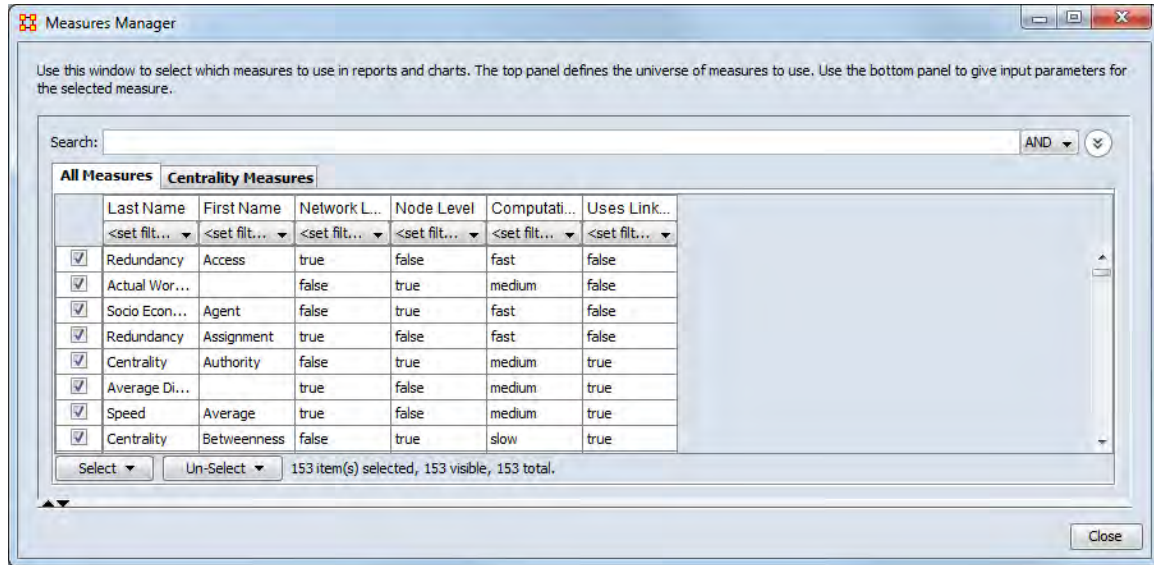 Measures Manager
Use this window to select which measures to use in reports and charts. The top panel defines the universe of measures to use. Use the bottom panel to give input parameters for
the selected measure.
Search: AND
All Measures Centrality Measures
Last Name First Name Network L... Node Level Computati... Uses Link...
<set filt... <set filt... <set filt... <set filt... <set filt... <set filt...
Redundancy Access true false fast false
Actual Wor... false true medium false
Socio Econ... Agent false true fast false
Redundancy Assignment true false fast false
Centrality Authority false true medium true
Average Di... true false medium true
Speed Average true false medium true
Centrality Betweenness false true slow true
Select Un-Select 153 item(s) selected, 153 visible, 153 total.
Close